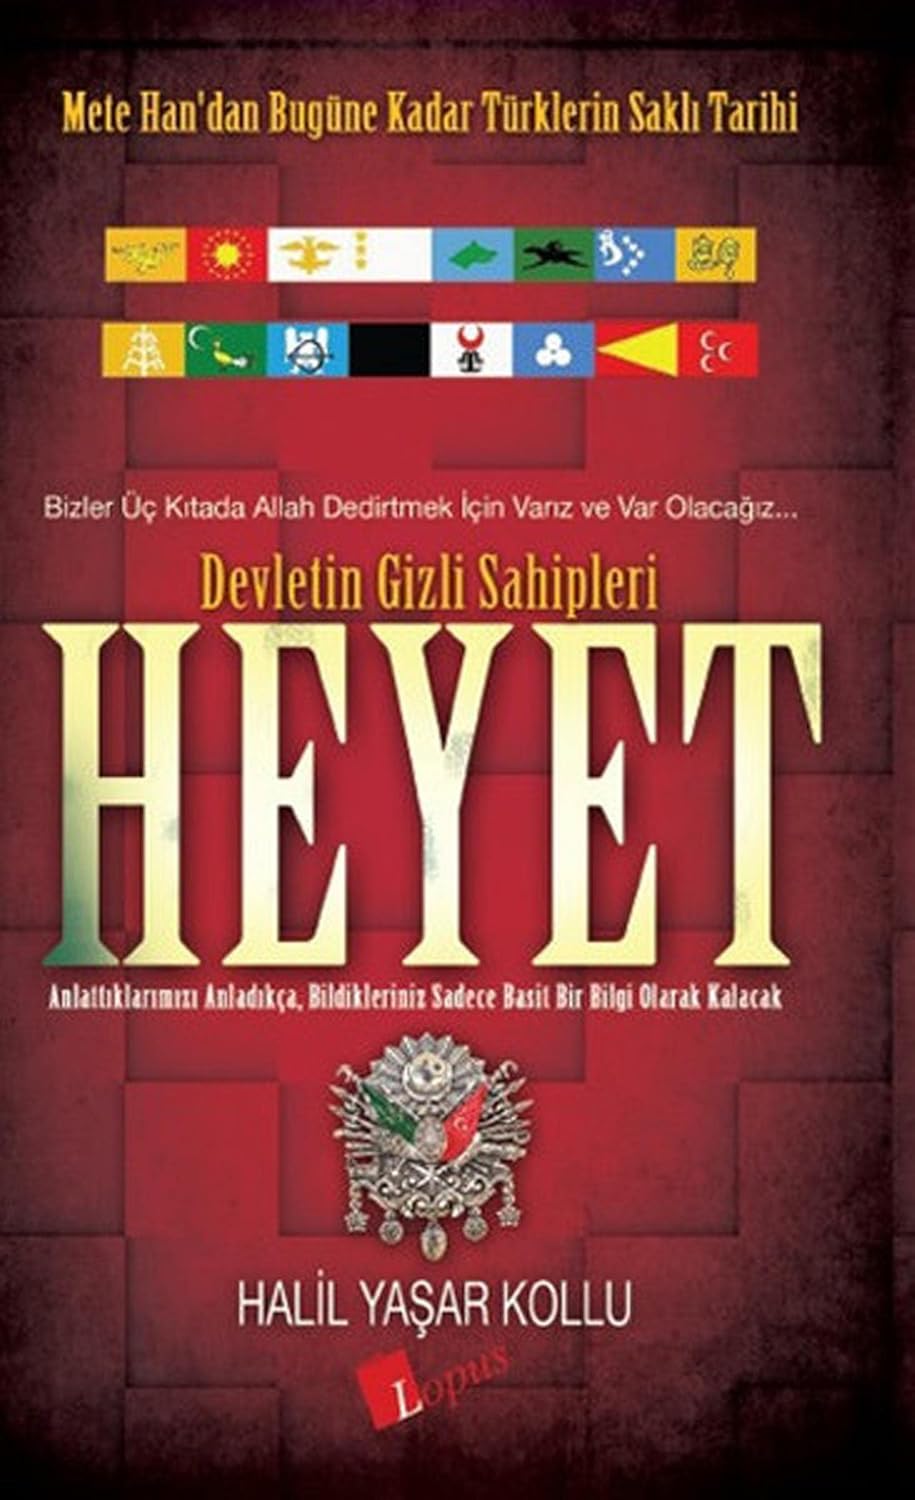 Mete Han'dan Bugüne Kadar Türklerin Saklı Tarihi
Bizler Üç Kıtada Allah Dedirtmek İçin Varız ve Var Olacağız...
Devletin Gizli Sahipleri
HEYET
Anlattıklarımızı Anladıkça, Bildikleriniz Sadece Basit Bir Bilgi Olarak Kalacak
HALİL YAŞAR KOLLU
Lopus